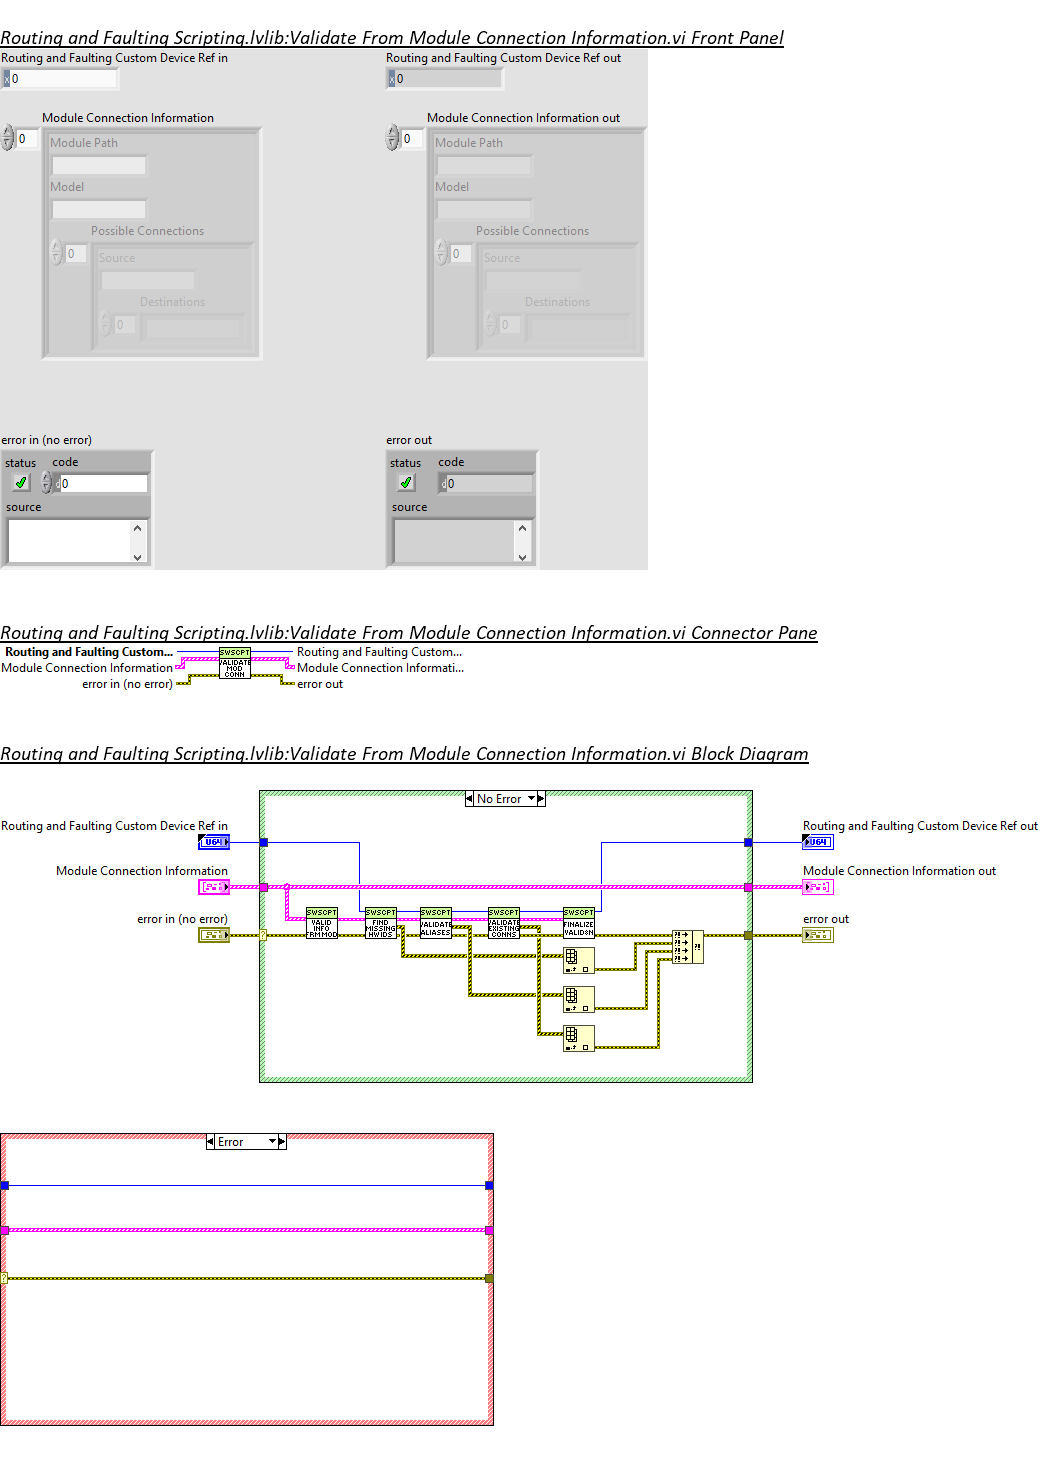 Routing and Faulting Scripting.lvlib:Validate From Module Connection Information.vi Front Panel
Routing and Faulting Custom Device Ref in
Routing and Faulting Custom Device Ref out
x 0
x 0
Module Connection Information
Module Connection Information out
0
0
Module Path
Module Path
Model
Model
Possible Connections
Possible Connections
0
0
Source
Source
Destinations
Destinations
0
0
error in (no error)
error out
status code
status code
d 0
d 0
source
source
Routing and Faulting Scripting.lvlib:Validate From Module Connection Information.vi Connector Pane
Routing and Faulting Custom...
SWSCPT
Routing and Faulting Custom...
Module Connection Information
VALIDATE
MOD
CONN
Module Connection Informati...
error in (no error)
error out
Routing and Faulting Scripting.lvlib:Validate From Module Connection Information.vi Block Diagram
No Error
Routing and Faulting Custom Device Ref in
U64
Routing and Faulting Custom Device Ref out
U64
Module Connection Information
Module Connection Information out
error in (no error)
error out
?
SWSCPT
VALID
INFO
FRM MOD
SWSCPT
FIND
MISSING
HWIDS
SWSCPT
VALIDATE
ALIASES
SWSCPT
VALIDATE
EXISTING
CONNS
SWSCPT
FINALIZE
VALIDSN
?!
?!
?!
?!
?!
Error
?